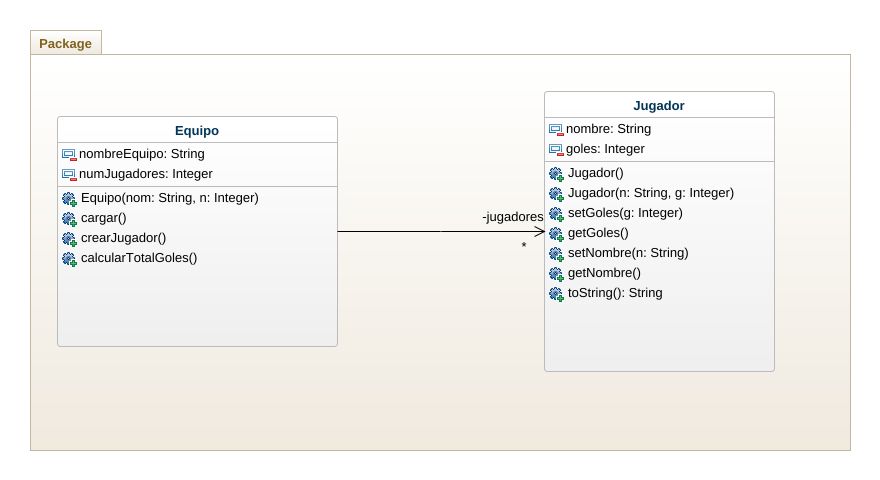 Package
Equipo
nombreEquipo: String
numJugadores: Integer
Equipo(nom: String, n: Integer)
cargar()
crearJugador()
calcularTotalGoles()
-jugadores
*
Jugador
nombre: String
goles: Integer
Jugador()
Jugador(n: String, g: Integer)
setGoles(g: Integer)
getGoles()
setNombre(n: String)
getNombre()
toString(): String